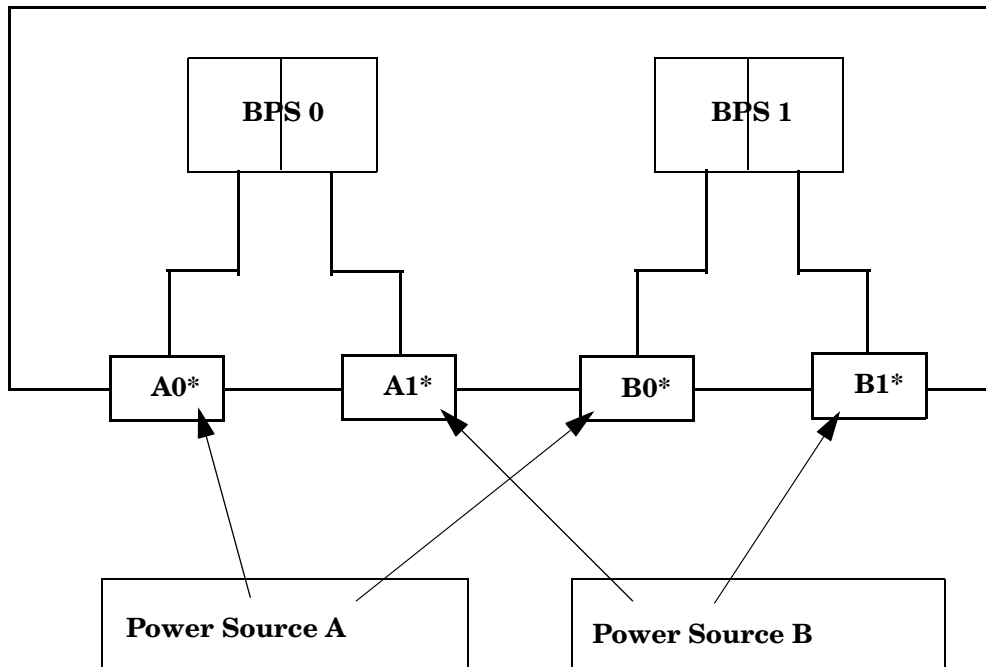 BPS 0
BPS 1
A0*
A1*
B0*
B1*
Power Source A
Power Source B